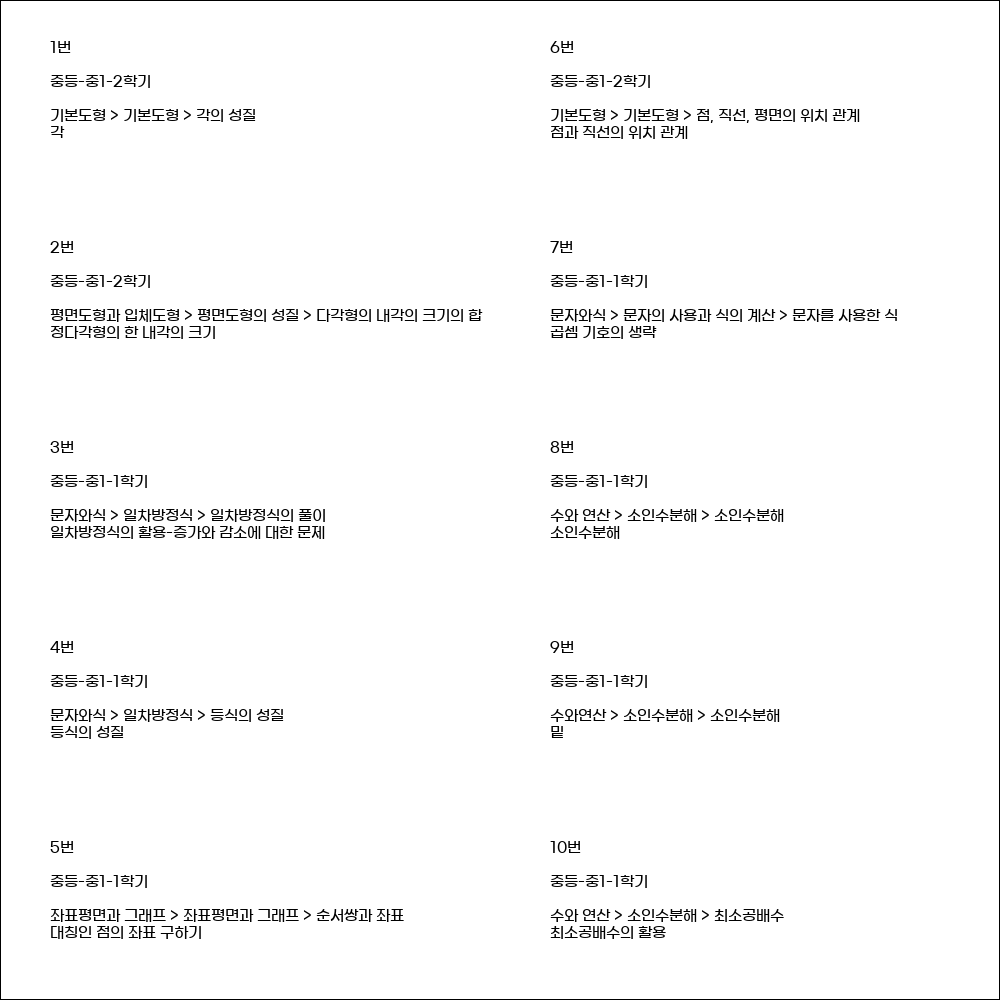 1번
중등-중1-2학기
기본도형 > 기본도형 > 각의 성질
각
2번
중등-중1-2학기
평면도형과 입체도형 > 평면도형의 성질 > 다각형의 내각의 크기의 합
정다각형의 한 내각의 크기
3번
중등-중1-1학기
문자와식 > 일차방정식 > 일차방정식의 풀이
일차방정식의 활용-증가와 감소에 대한 문제
4번
중등-중1-1학기
문자와식 > 일차방정식 > 등식의 성질
등식의 성질
5번
중등-중1-1학기
좌표평면과 그래프 > 좌표평면과 그래프 > 순서쌍과 좌표
대칭인 점의 좌표 구하기
6번
중등-중1-2학기
기본도형 > 기본도형 > 점, 직선, 평면의 위치 관계
점과 직선의 위치 관계
7번
중등-중1-1학기
문자와식 > 문자의 사용과 식의 계산 > 문자를 사용한 식
곱셈 기호의 생략
8번
중등-중1-1학기
수와 연산 > 소인수분해 > 소인수분해
소인수분해
9번
중등-중1-1학기
수와연산 > 소인수분해 > 소인수분해
밑
10번
중등-중1-1학기
수와 연산 > 소인수분해 > 최소공배수
최소공배수의 활용